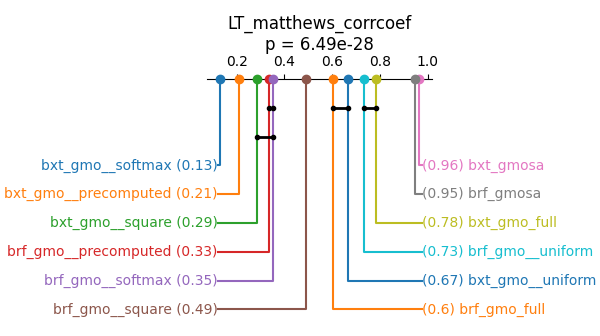 LT_matthews_corrcoef
p = 6.49e-28
0.2 0.4 0.6 0.8 1.0
bxt_gmo__softmax (0.13) (0.96) bxt_gmosa
bxt_gmo__precomputed (0.21) (0.95) brf_gmosa
bxt_gmo__square (0.29) (0.78) bxt_gmo_full
brf_gmo__precomputed (0.33) (0.73) brf_gmo__uniform
brf_gmo__softmax (0.35) (0.67) bxt_gmo__uniform
brf_gmo__square (0.49) (0.6) brf_gmo_full